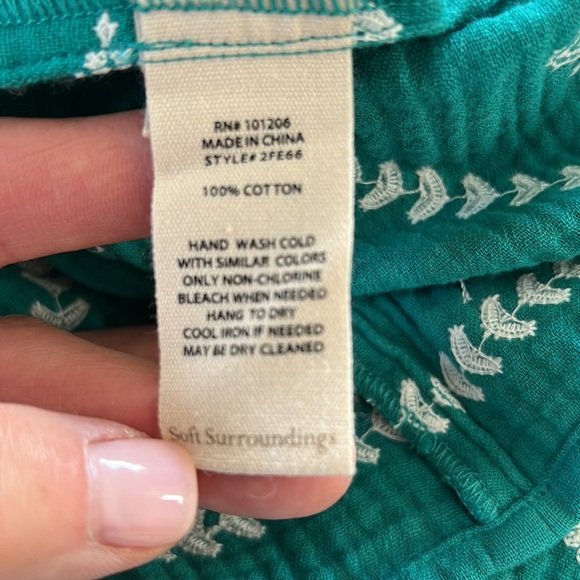 RN# 101206
MADE IN CHINA
STYLE# 2FE66
100% COTTON
HAND WASH COLD
WITH SIMILAR COLORS
ONLY NON-CHLORINE
BLEACH WHEN NEEDED
HANG TO DRY
COOL IRON IF NEEDED
MAY BE DRY CLEANED
Soft Surroundings